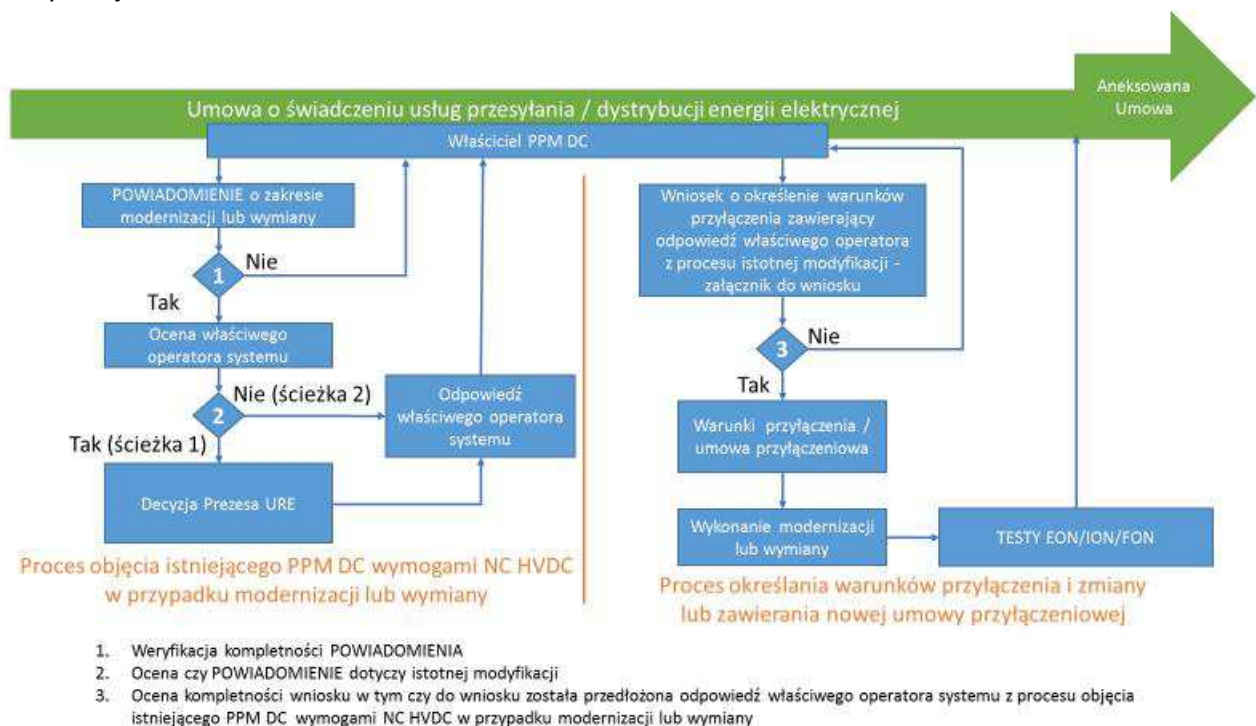 Aneksowana
Umowa
Umowa o świadczeniu usług przesyłania / dystrybucji energii elektrycznej
Właściciel PPM DC
POWIADOMIENIE o zakresie
modernizacji lub wymiany
1
Nie
Tak
Ocena właściwego
operatora systemu
2
Nie (ścieżka 2)
Tak (ścieżka 1)
Odpowiedź
właściwego operatora
systemu
Decyzja Prezesa URE
Proces objęcia istniejącego PPM DC wymogami NC HVDC
w przypadku modernizacji lub wymiany
Wniosek o określenie warunków
przyłączenia zawierający
odpowiedź właściwego operatora
z procesu istotnej modyfikacji -
załącznik do wniosku
3
Nie
Tak
Warunki przyłączenia /
umowa przyłączeniowa
Wykonanie modernizacji
lub wymiany
TESTY EON/ION/FON
Proces określania warunków przyłączenia i zmiany
lub zawierania nowej umowy przyłączeniowej
1. Weryfikacja kompletności POWIADOMIENIA
2. Ocena czy POWIADOMIENIE dotyczy istotnej modyfikacji
3. Ocena kompletności wniosku w tym czy do wniosku została przedłożona odpowiedź właściwego operatora systemu z procesu objęcia
istniejącego PPM DC wymogami NC HVDC w przypadku modernizacji lub wymiany